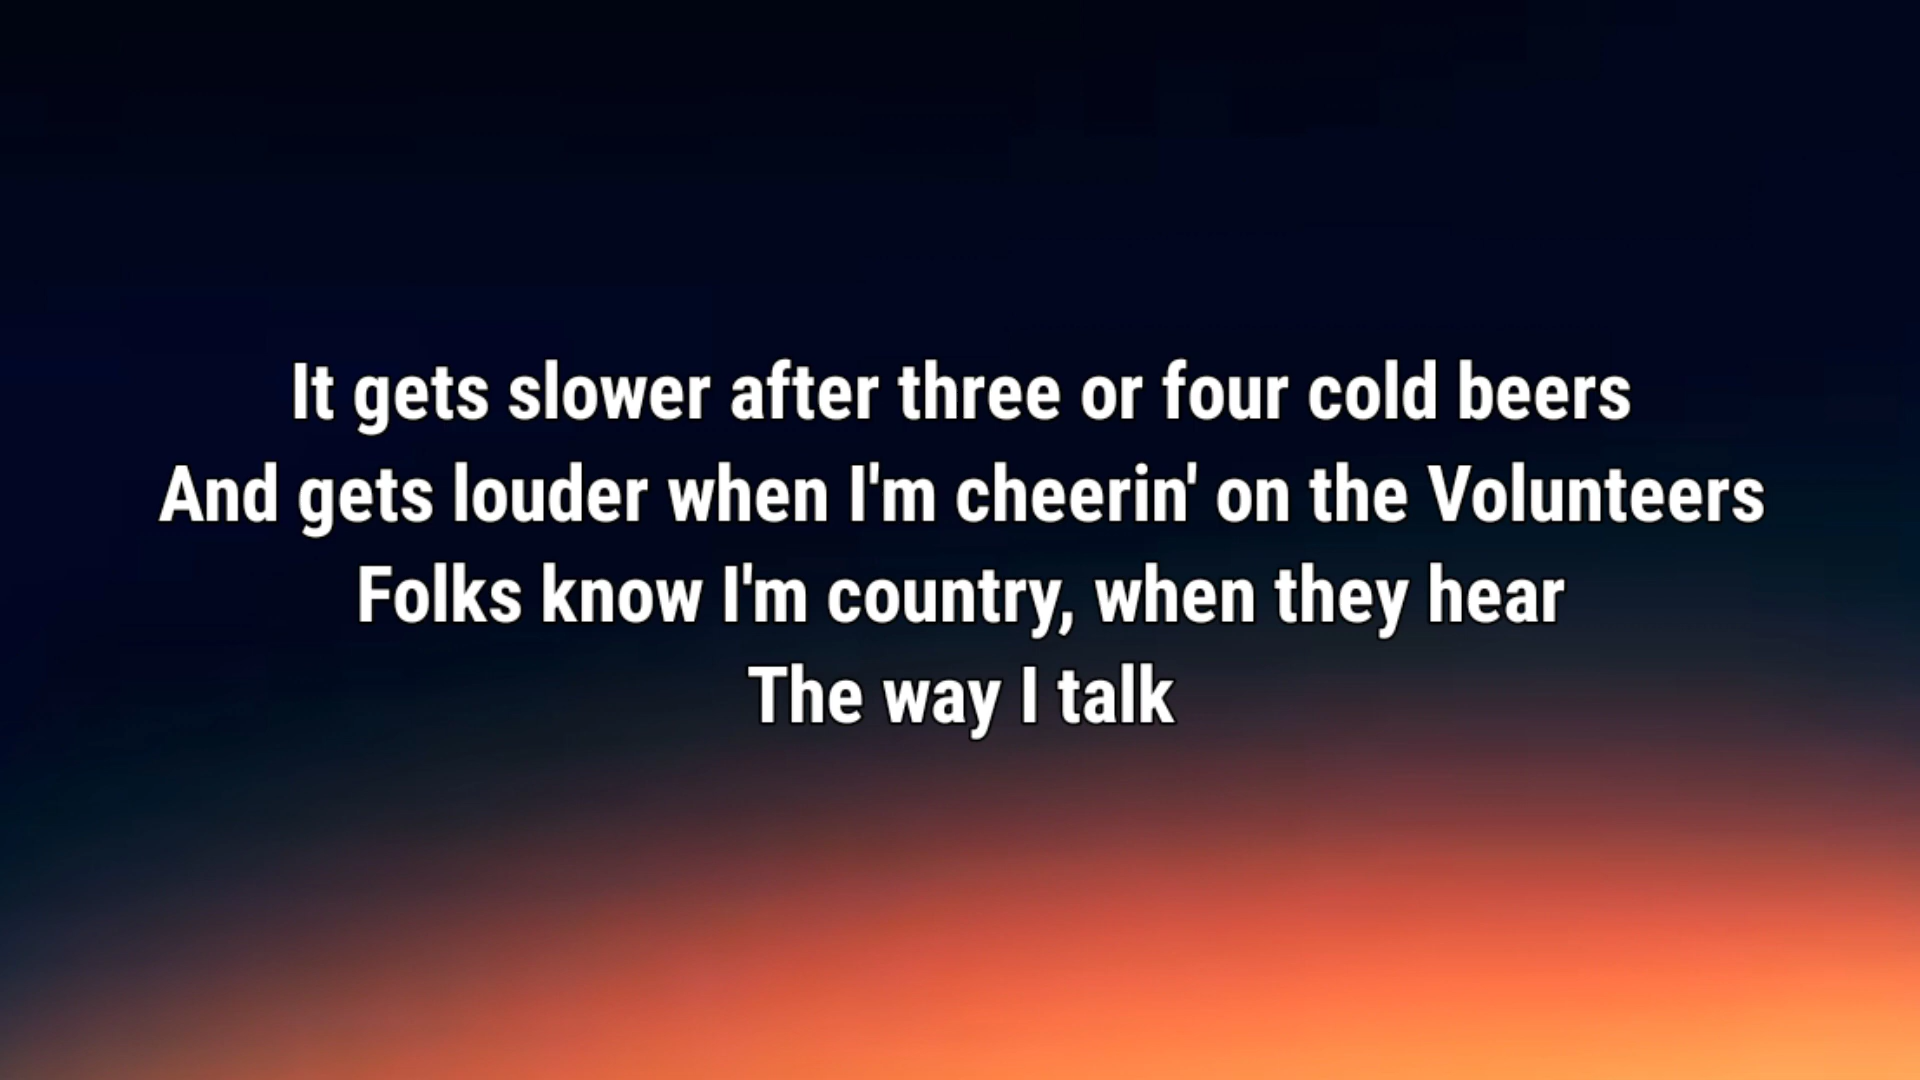 It gets slower after three or four cold beers
And gets louder when I'm cheerin' on the Volunteers
Folks know I'm country, when they hear
The way I talk